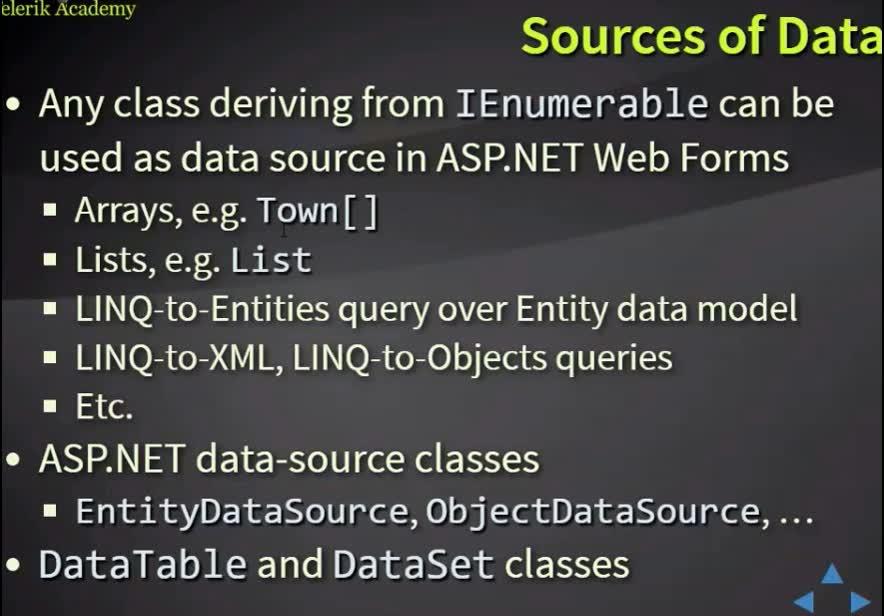 elerik Academy
Sources of Data
• Any class deriving from IEnumerable can be
used as data source in ASP.NET Web Forms
▪ Arrays, e.g. Town[]
▪ Lists, e.g. List
▪ LINQ-to-Entities query over Entity data model
▪ LINQ-to-XML, LINQ-to-Objects queries
▪ Etc.
• ASP.NET data-source classes
▪ EntityDataSource, ObjectDataSource, …
• DataTable and DataSet classes